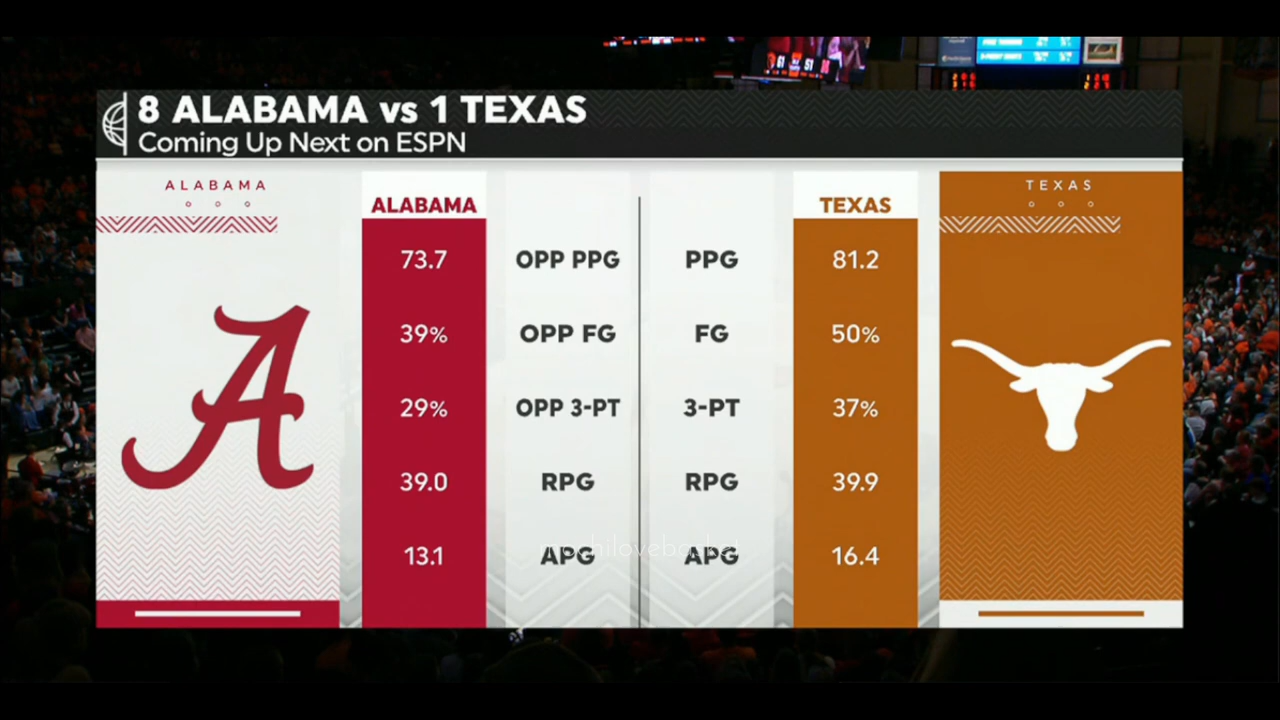 61 51
8 ALABAMA vs 1 TEXAS
Coming Up Next on ESPN
ALABAMA
TEXAS
ALABAMA
TEXAS
73.7 OPP PPG PPG 81.2
39% OPP FG FG 50%
29% OPP 3-PT 3-PT 37%
39.0 RPG RPG 39.9
13.1 APG APG 16.4
A